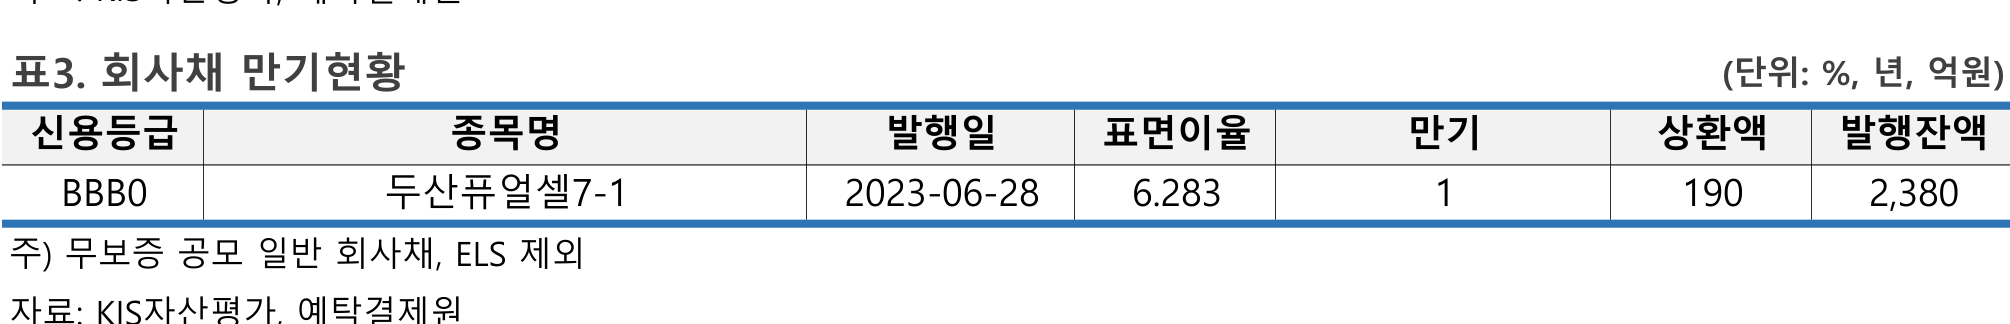 표3. 회사채 만기현황 (단위: %, 년, 억원)
신용등급 종목명 발행일 표면이율 만기 상환액 발행잔액
BBB0 두산퓨얼셀7-1 2023-06-28 6.283 1 190 2,380
주) 무보증 공모 일반 회사채, ELS 제외
자료: KIS자산평가, 예탁결제원